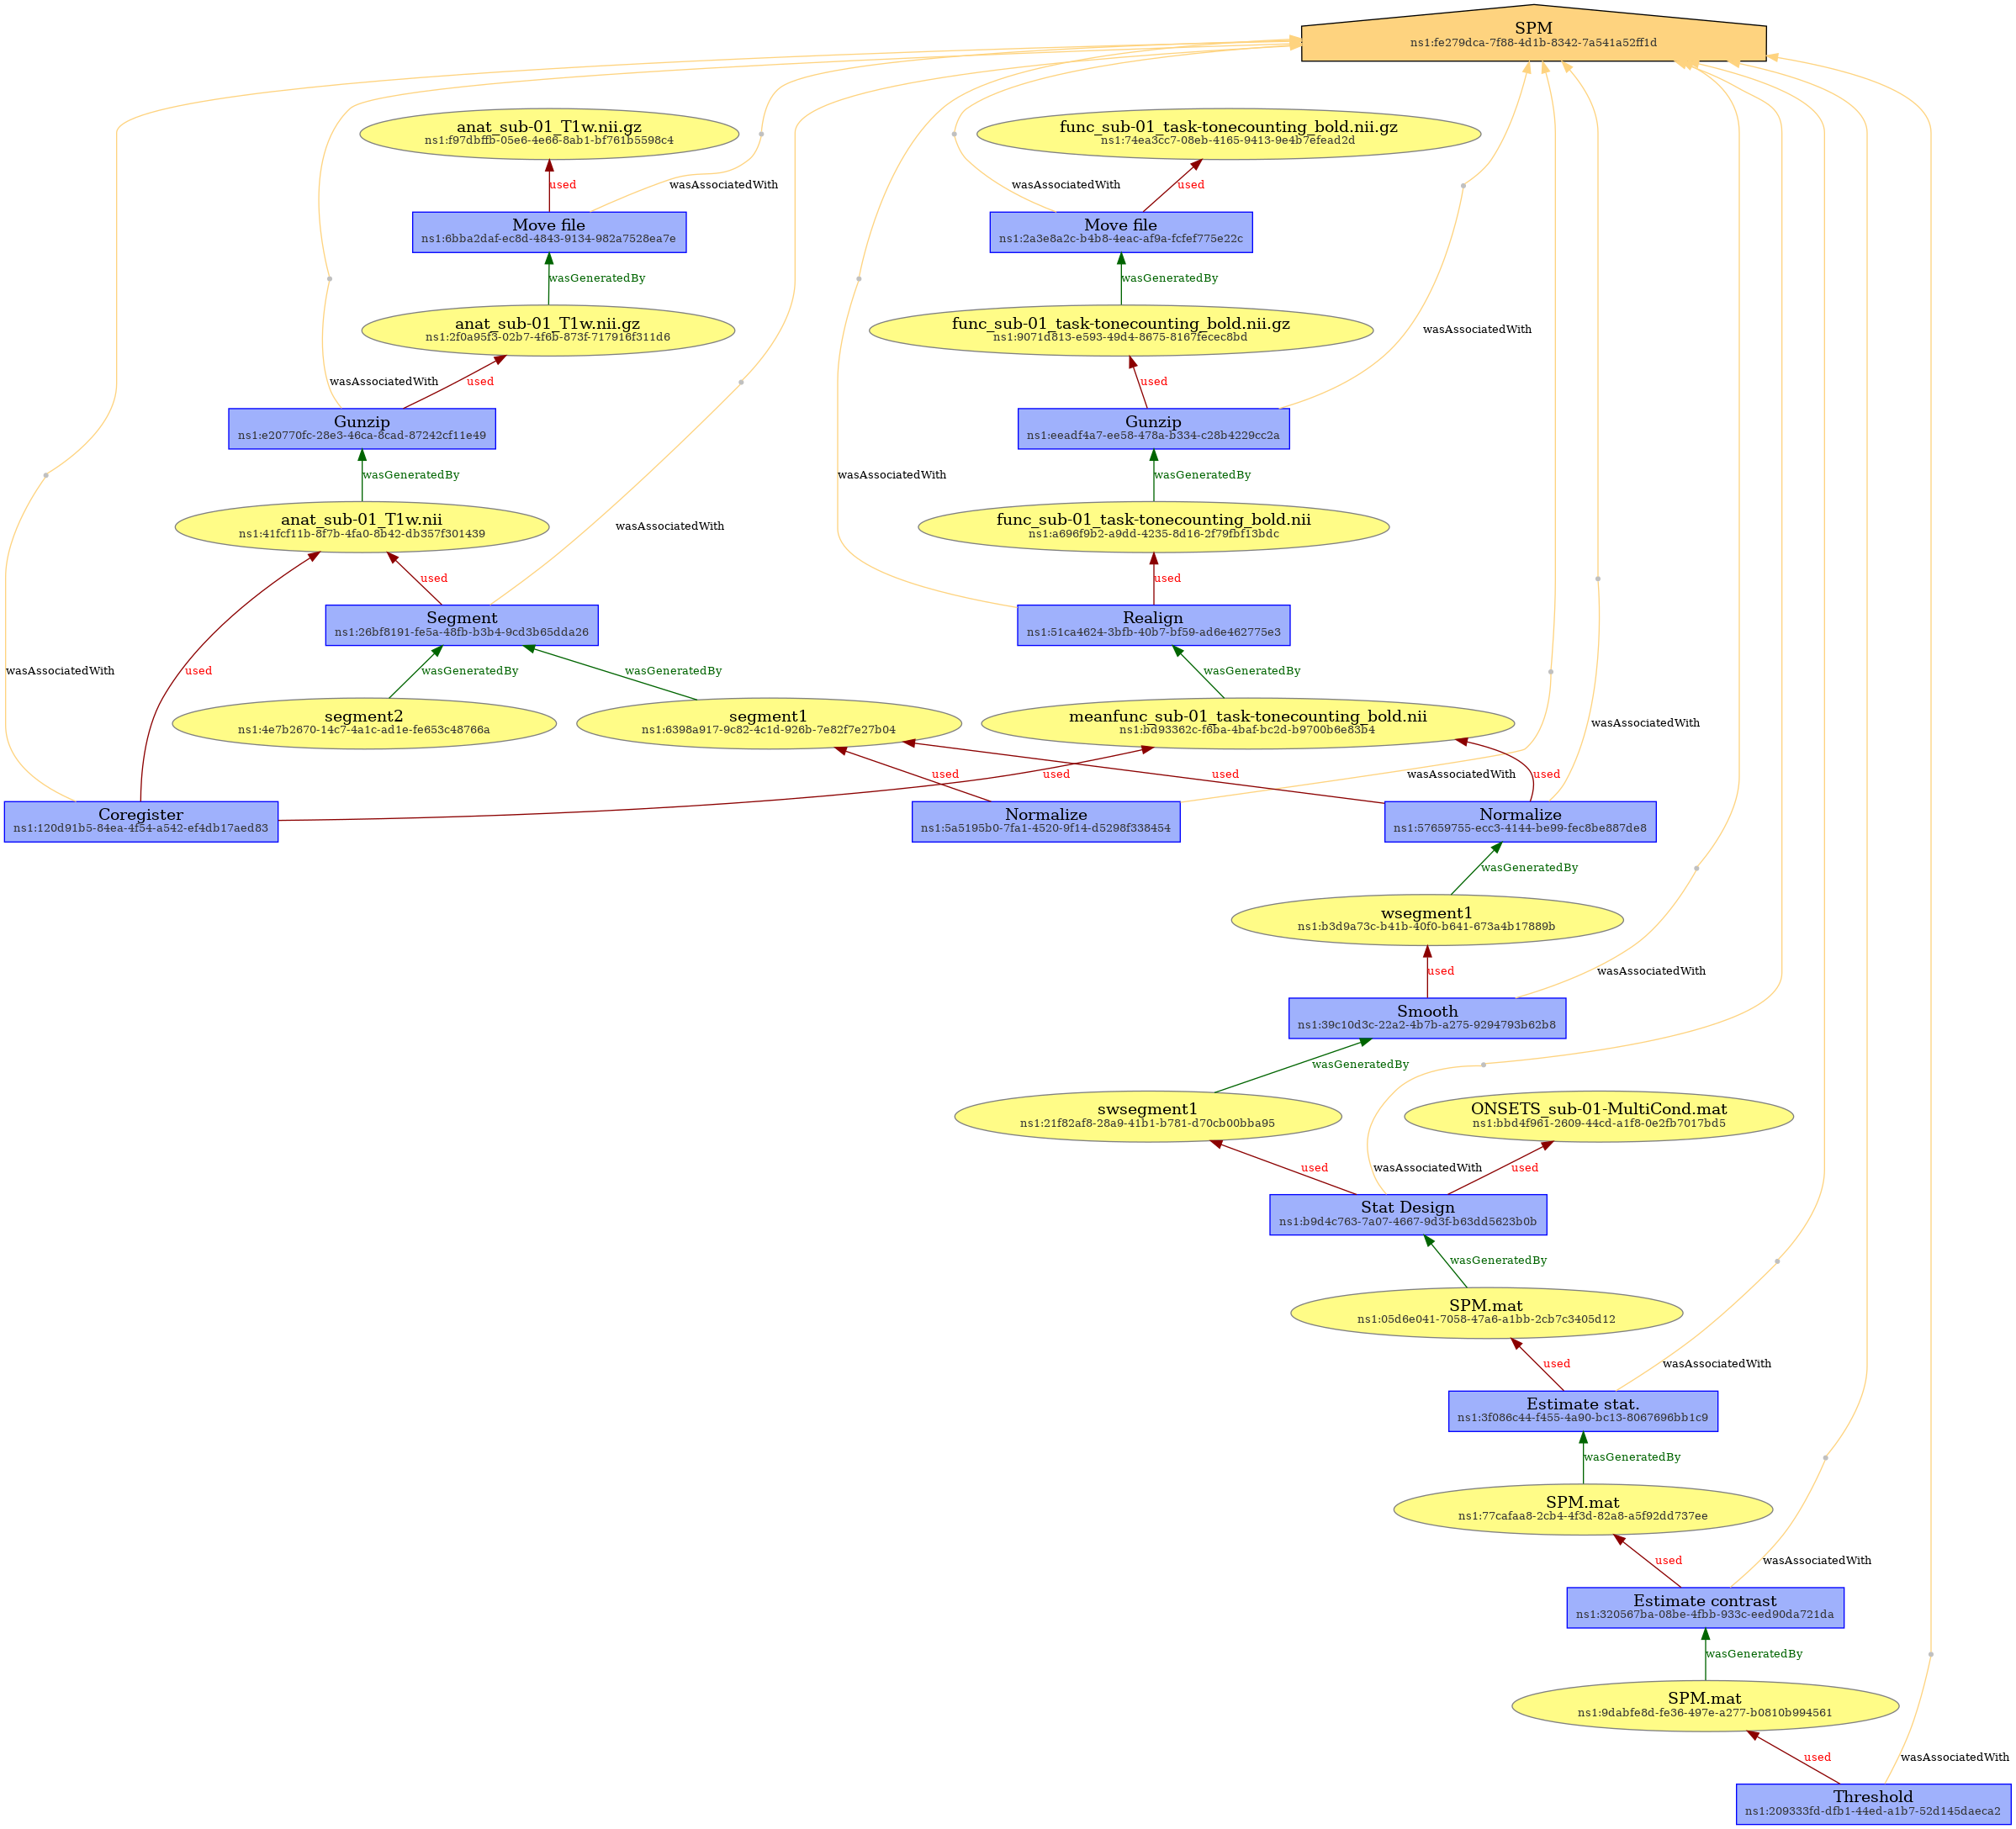 SPM
ns1:fe279dca-7f88-4d1b-8342-7a541a52ff1d
anat_sub-01_T1w.nii.gz
ns1:f97dbffb-05e6-4e66-8ab1-bf761b5598c4
func_sub-01_task-tonecounting_bold.nii.gz
ns1:74ea3cc7-08eb-4165-9413-9e4b7efead2d
used
wasAssociatedWith
wasAssociatedWith
used
Move file
ns1:6bba2daf-ec8d-4843-9134-982a7528ea7e
Move file
ns1:2a3e8a2c-b4b8-4eac-af9a-fcfef775e22c
wasGeneratedBy
wasGeneratedBy
anat_sub-01_T1w.nii.gz
ns1:2f0a95f3-02b7-4f6b-873f-717916f311d6
func_sub-01_task-tonecounting_bold.nii.gz
ns1:9071d813-e593-49d4-8675-8167fecec8bd
wasAssociatedWith
wasAssociatedWith
used
used
Gunzip
ns1:e20770fc-28e3-46ca-8cad-87242cf11e49
Gunzip
ns1:eeadf4a7-ee58-478a-b334-c28b4229cc2a
wasGeneratedBy
wasAssociatedWith
wasGeneratedBy
anat_sub-01_T1w.nii
ns1:41fcf11b-8f7b-4fa0-8b42-db357f301439
wasAssociatedWith
func_sub-01_task-tonecounting_bold.nii
ns1:a696f9b2-a9dd-4235-8d16-2f79fbf13bdc
used
used
Segment
ns1:26bf8191-fe5a-48fb-b3b4-9cd3b65dda26
Realign
ns1:51ca4624-3bfb-40b7-bf59-ad6e462775e3
wasAssociatedWith
used
wasGeneratedBy
wasGeneratedBy
wasGeneratedBy
segment2
ns1:4e7b2670-14c7-4a1c-ad1e-fe653c48766a
segment1
ns1:6398a917-9c82-4c1d-926b-7e82f7e27b04
meanfunc_sub-01_task-tonecounting_bold.nii
ns1:bd93362c-f6ba-4baf-bc2d-b9700b6e83b4
wasAssociatedWith
used
used
used
wasAssociatedWith
used
Coregister
ns1:120d91b5-84ea-4f54-a542-ef4db17aed83
Normalize
ns1:5a5195b0-7fa1-4520-9f14-d5298f338454
Normalize
ns1:57659755-ecc3-4144-be99-fec8be887de8
wasGeneratedBy
wsegment1
ns1:b3d9a73c-b41b-40f0-b641-673a4b17889b
used
wasAssociatedWith
Smooth
ns1:39c10d3c-22a2-4b7b-a275-9294793b62b8
wasGeneratedBy
swsegment1
ns1:21f82af8-28a9-41b1-b781-d70cb00bba95
ONSETS_sub-01-MultiCond.mat
ns1:bbd4f961-2609-44cd-a1f8-0e2fb7017bd5
used
wasAssociatedWith
used
Stat Design
ns1:b9d4c763-7a07-4667-9d3f-b63dd5623b0b
wasGeneratedBy
SPM.mat
ns1:05d6e041-7058-47a6-a1bb-2cb7c3405d12
used
wasAssociatedWith
Estimate stat.
ns1:3f086c44-f455-4a90-bc13-8067696bb1c9
wasGeneratedBy
SPM.mat
ns1:77cafaa8-2cb4-4f3d-82a8-a5f92dd737ee
used
wasAssociatedWith
Estimate contrast
ns1:320567ba-08be-4fbb-933c-eed90da721da
wasGeneratedBy
SPM.mat
ns1:9dabfe8d-fe36-497e-a277-b0810b994561
used
wasAssociatedWith
Threshold
ns1:209333fd-dfb1-44ed-a1b7-52d145daeca2